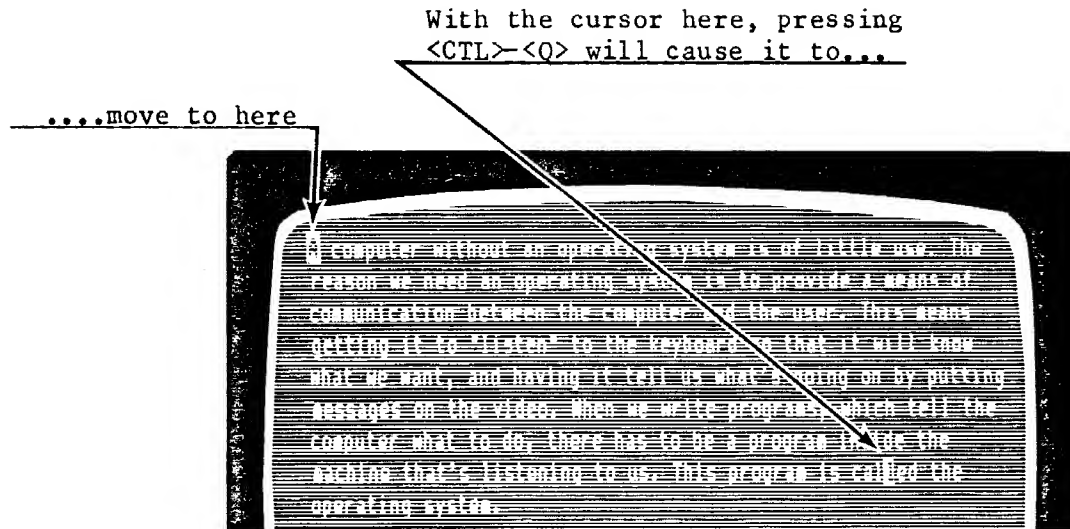 With the cursor here, pressing
<CTL>-<Q> will cause it to...
....move to here
A computer without an operating system is of little use. The
reason we need an operating system is to provide a means of
communication between the computer and the user. This means
getting it to "listen" to the keyboard so that it will know
what we want, and having it tell us what's going on by putting
messages on the video. When we write programs which tell the
computer what to do, there has to be a program inside the
machine that's listoning to us. This program is called the
operating system.